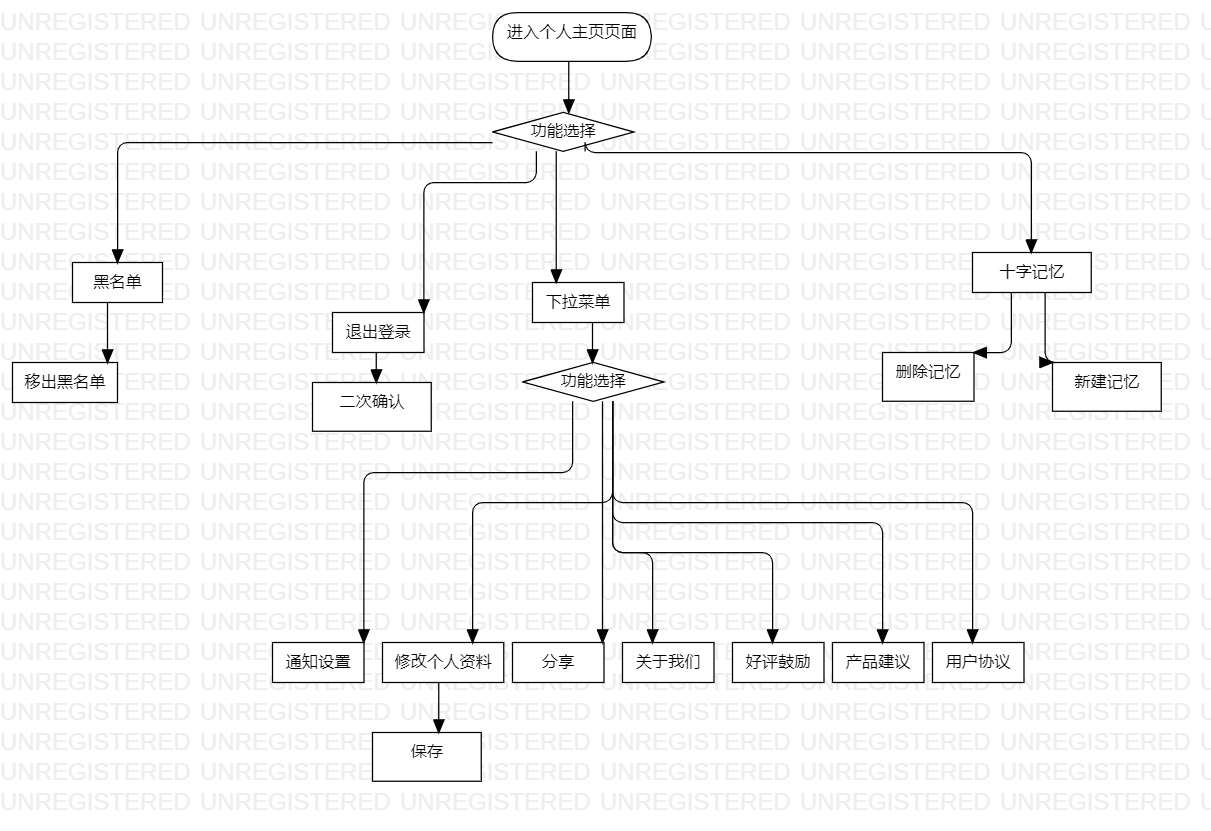 进入个人主页页面
功能选择
黑名单
十字记忆
下拉菜单
退出登录
移出黑名单
功能选择
删除记忆
新建记忆
二次确认
通知设置
修改个人资料
分享
关于我们
好评鼓励
产品建议
用户协议
保存
UNREGISTERED